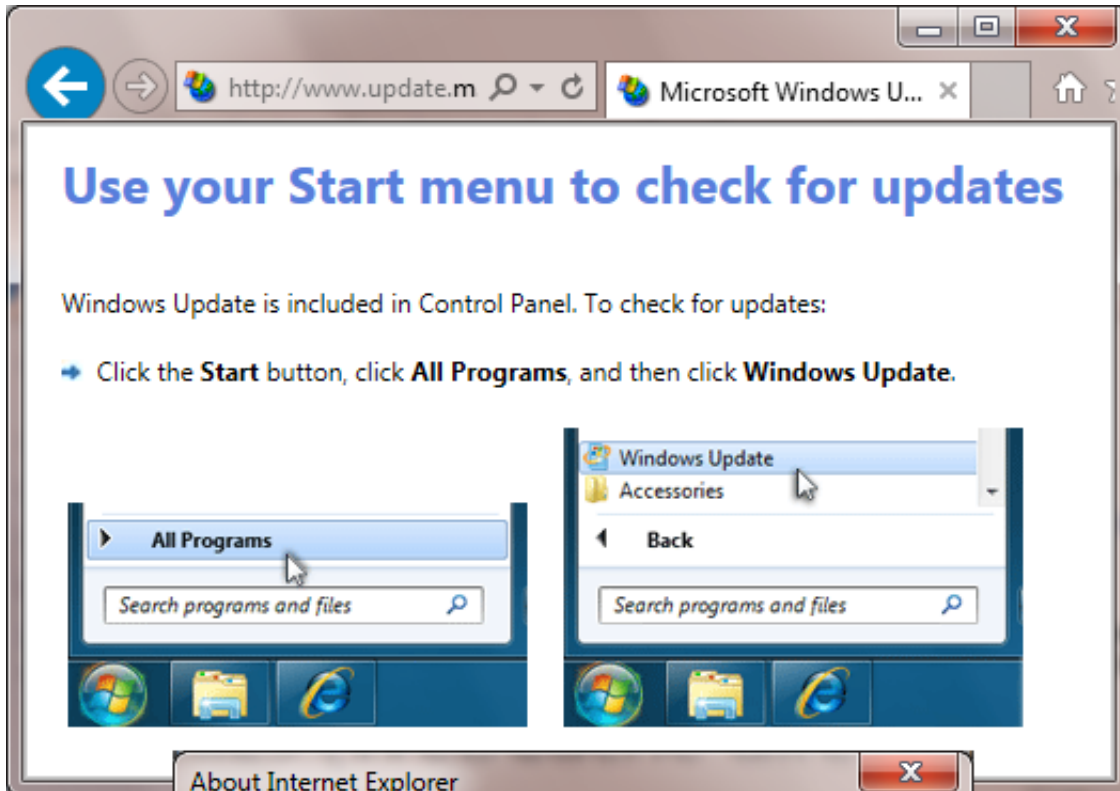 http://www.update.m
Microsoft Windows U...
Use your Start menu to check for updates
Windows Update is included in Control Panel. To check for updates:
Click the Start button, click All Programs, and then click Windows Update.
All Programs
Search programs and files
Windows Update
Accessories
Back
Search programs and files
About Internet Explorer